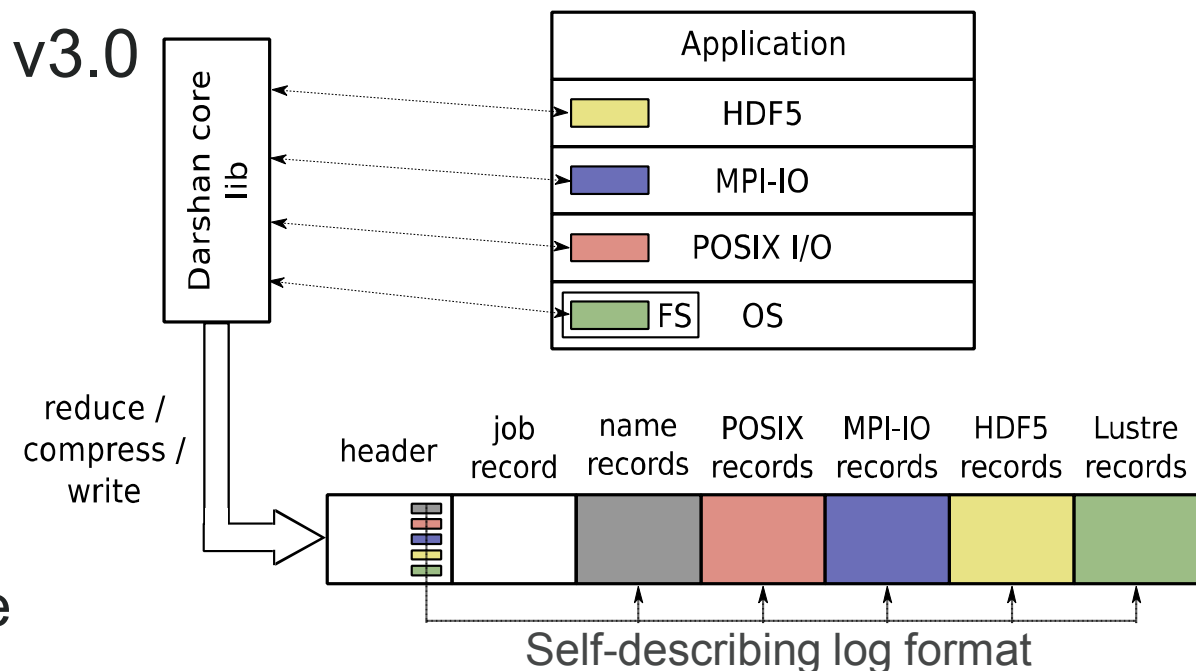 v3.0
Darshan core
lib
Application
HDF5
MPI-IO
POSIX I/O
FS OS
reduce /
compress /
write
header
job
record
name
records
POSIX
records
MPI-IO
records
HDF5
records
Lustre
records
e
Self-describing log format